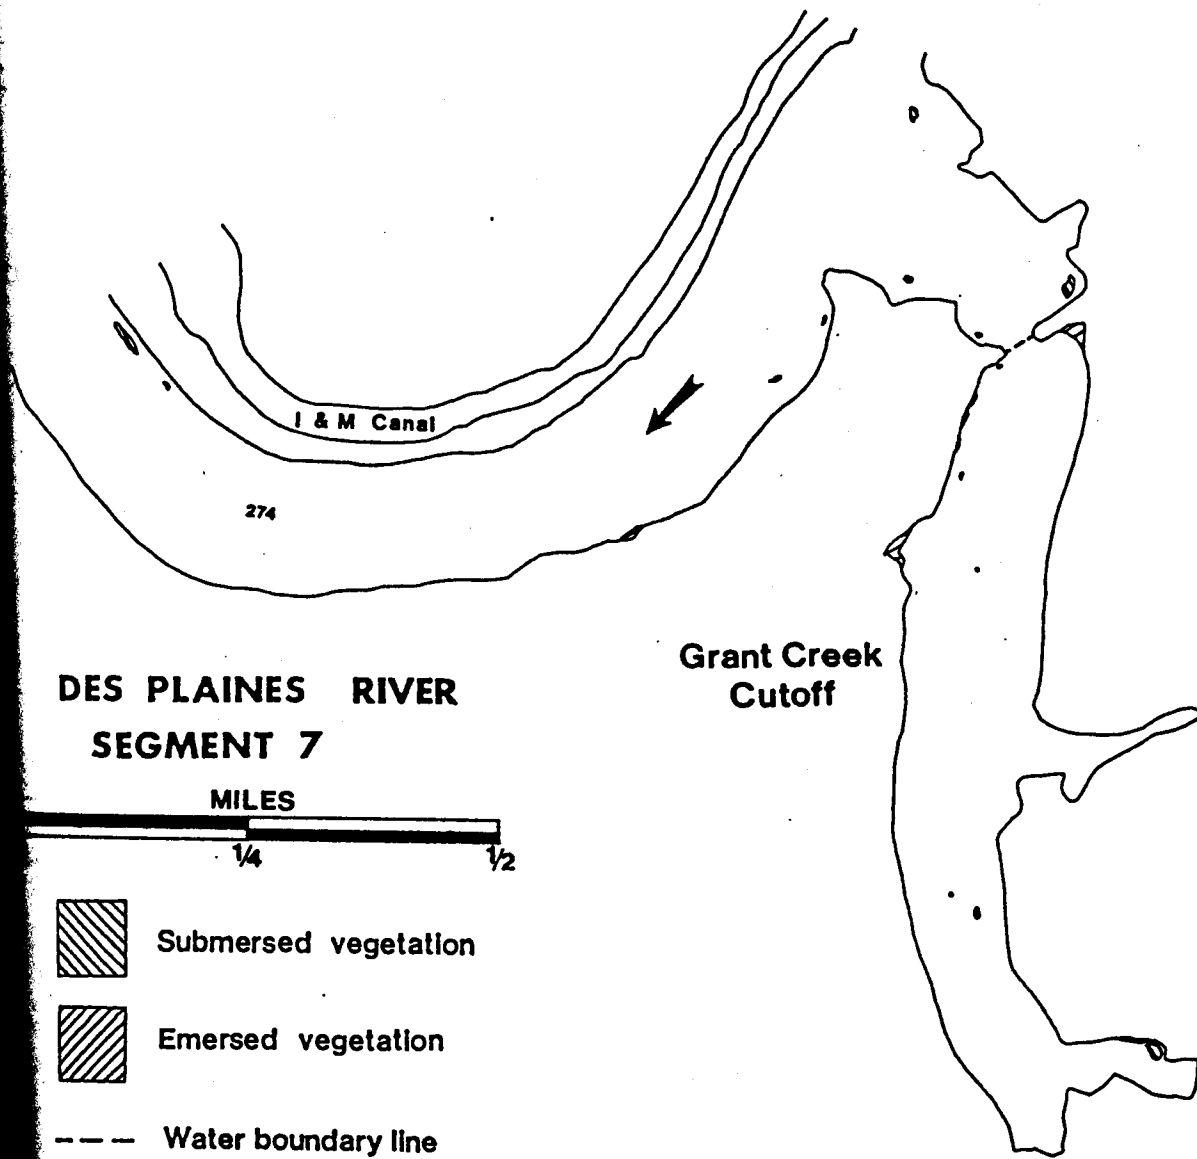 I & M Canal
274
Grant Creek
Cutoff
DES PLAINES RIVER
SEGMENT 7
MILES
1/4 1/2
Submersed vegetation
Emersed vegetation
Water boundary line